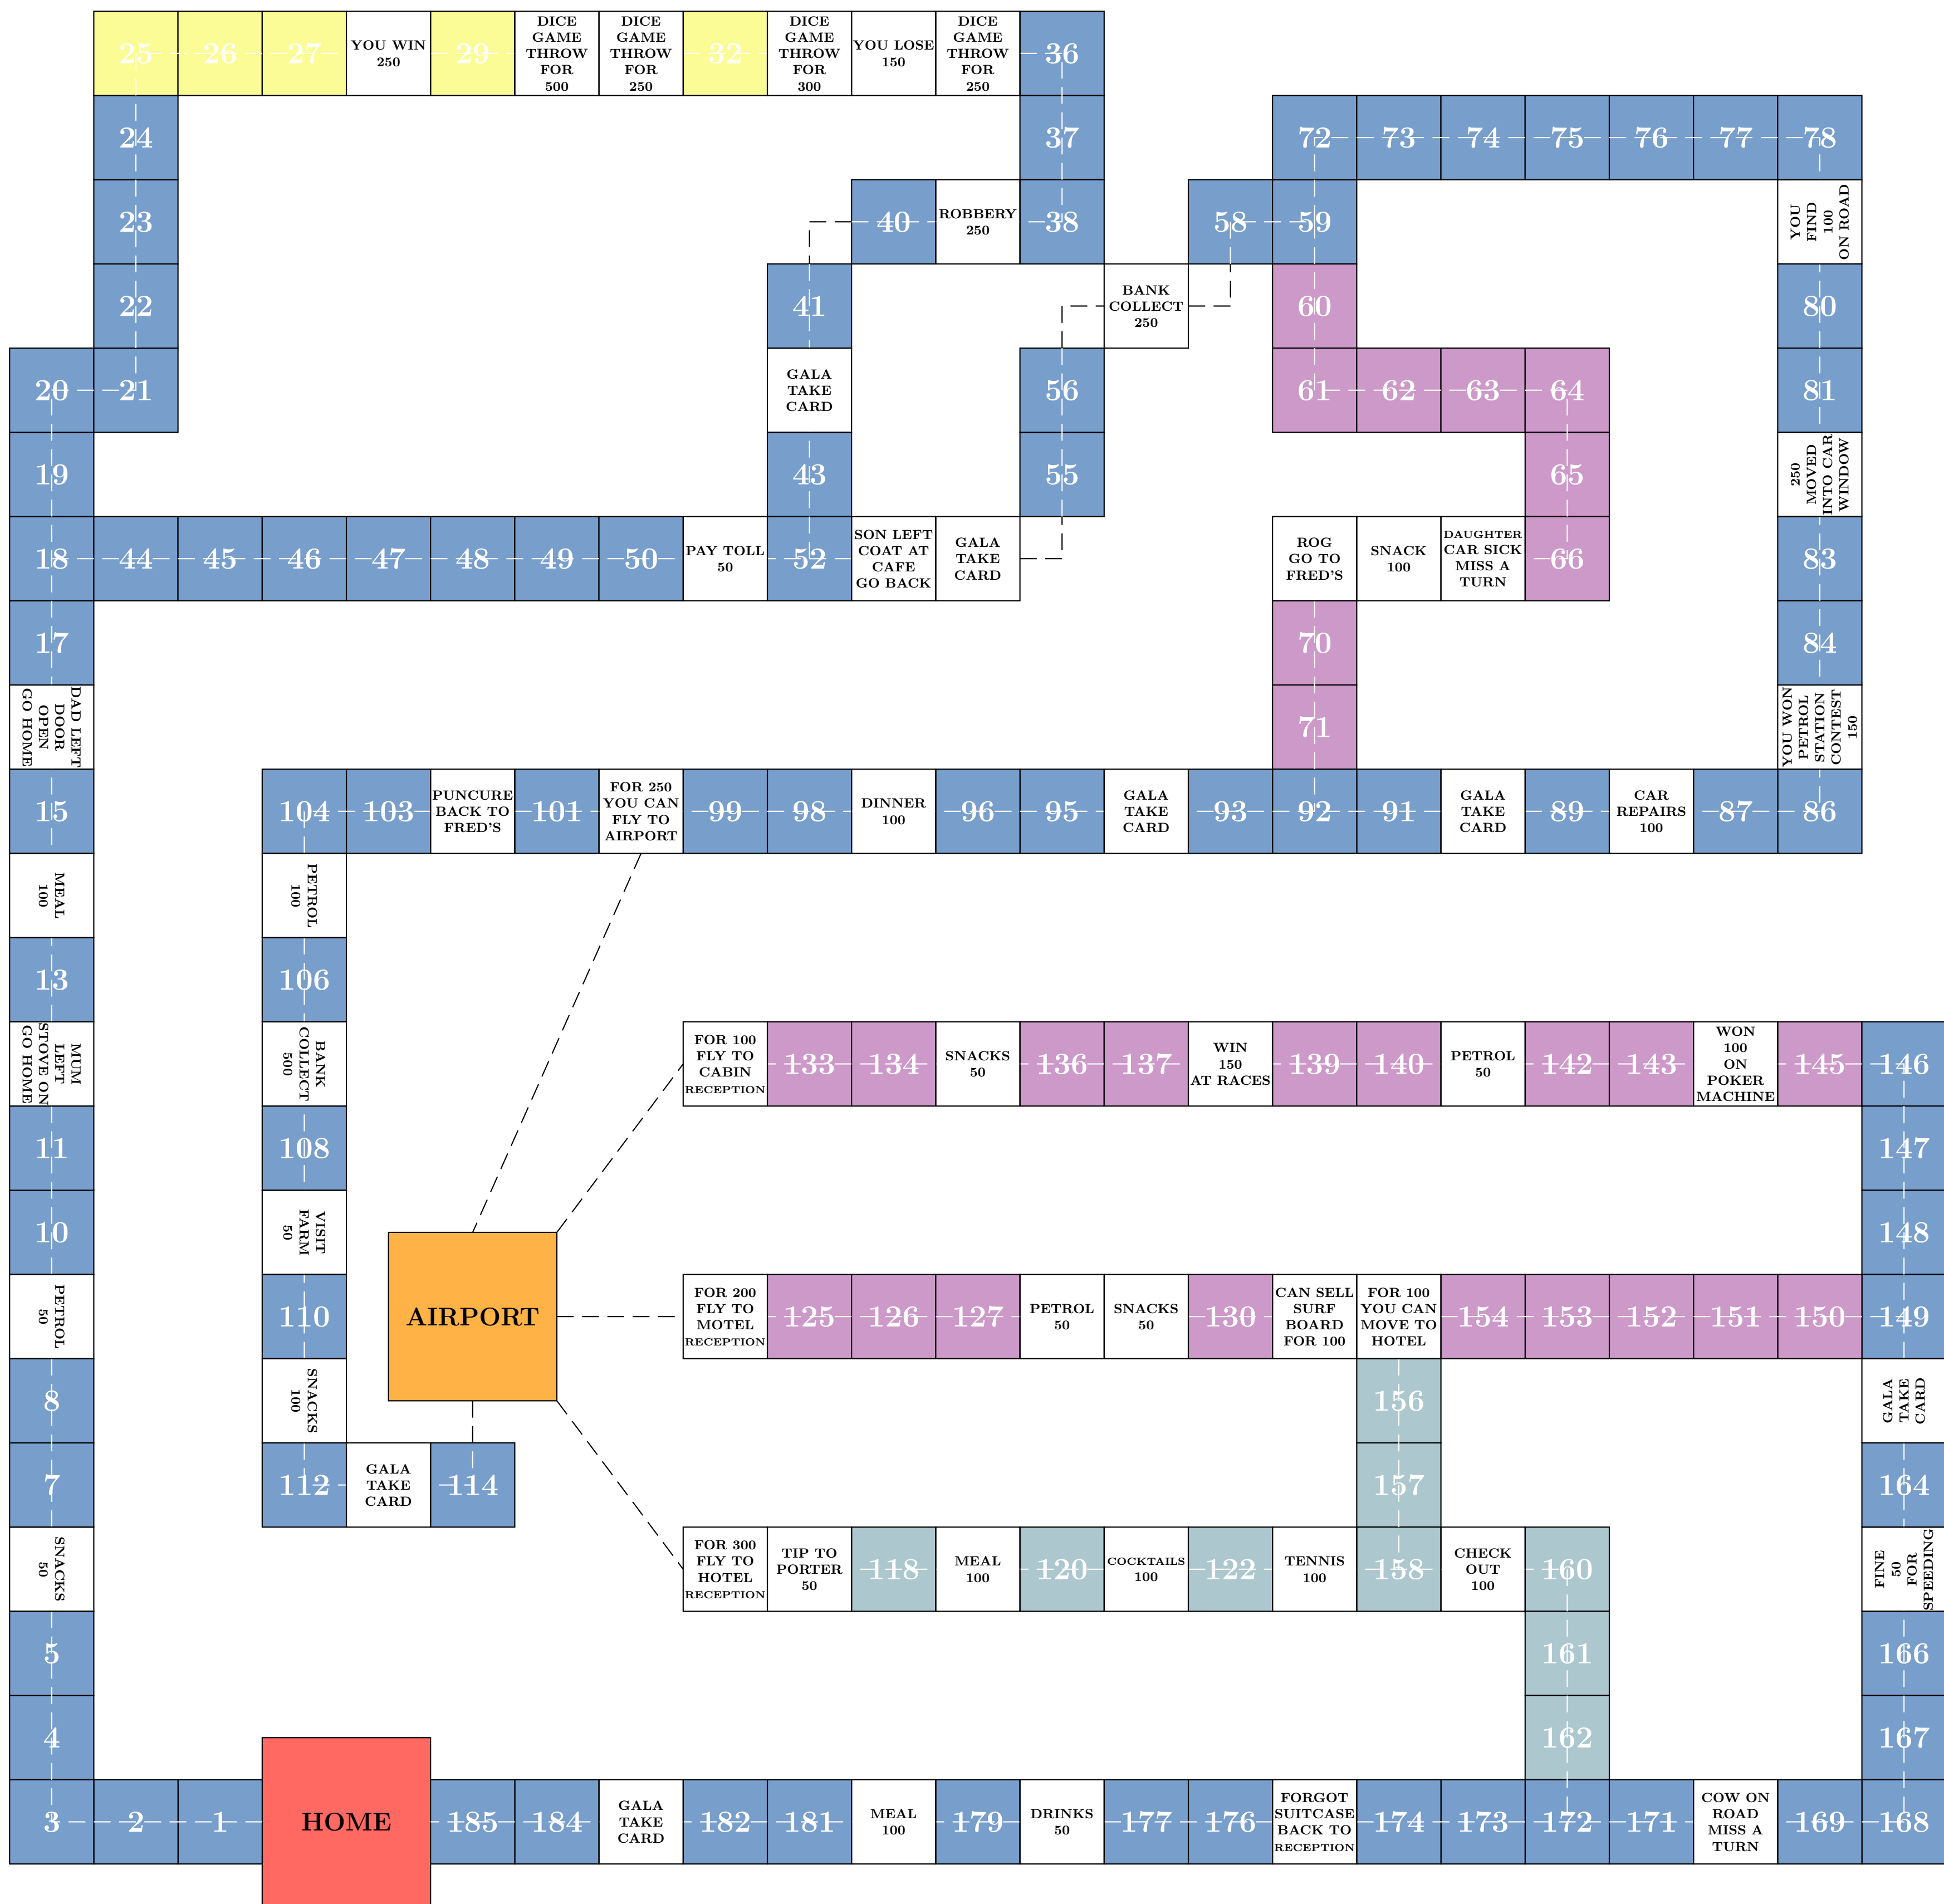 25
26
27
YOU WIN
250
29
DICE
GAME
THROW
FOR
500
DICE
GAME
THROW
FOR
250
32
DICE
GAME
THROW
FOR
300
YOU LOSE
150
DICE
GAME
THROW
FOR
250
36
24
37
72
73
74
75
76
77
78
23
40
ROBBERY
250
38
58
59
YOU
FIND
100
ON ROAD
22
41
BANK
COLLECT
250
60
80
20
21
GALA
TAKE
CARD
56
61
62
63
64
81
19
43
55
65
250
MOVED
INTO CAR
WINDOW
18
44
45
46
47
48
49
50
PAY TOLL
50
52
SON LEFT
COAT AT
CAFE
GO BACK
GALA
TAKE
CARD
ROG
GO TO
FRED'S
SNACK
100
DAUGHTER
CAR SICK
MISS A
TURN
66
83
17
70
84
DAD LEFT
DOOR
OPEN
GO HOME
71
YOU WON
PETROL
STATION
CONTEST
150
15
104
103
PUNCURE
BACK TO
FRED'S
101
FOR 250
YOU CAN
FLY TO
AIRPORT
99
98
DINNER
100
96
95
GALA
TAKE
CARD
93
92
91
GALA
TAKE
CARD
89
CAR
REPAIRS
100
87
86
MEAL
100
PETROL
100
13
106
MUM
LEFT
STOVE ON
GO HOME
BANK
COLLECT
500
FOR 100
FLY TO
CABIN
RECEPTION
133
134
SNACKS
50
136
137
WIN
150
AT RACES
139
140
PETROL
50
142
143
WON
100
ON
POKER
MACHINE
145
146
11
108
147
10
VISIT
FARM
50
148
PETROL
50
110
AIRPORT
FOR 200
FLY TO
MOTEL
RECEPTION
125
126
127
PETROL
50
SNACKS
50
130
CAN SELL
SURF
BOARD
FOR 100
FOR 100
YOU CAN
MOVE TO
HOTEL
154
153
152
151
150
149
8
SNACKS
100
156
GALA
TAKE
CARD
7
112
GALA
TAKE
CARD
114
157
164
SNACKS
50
FOR 300
FLY TO
HOTEL
RECEPTION
TIP TO
PORTER
50
118
MEAL
100
120
COCKTAILS
100
122
TENNIS
100
158
CHECK
OUT
100
160
FINE
50
FOR
SPEEDING
5
161
166
4
162
167
3
2
1
HOME
185
184
GALA
TAKE
CARD
182
181
MEAL
100
179
DRINKS
50
177
176
FORGOT
SUITCASE
BACK TO
RECEPTION
174
173
172
171
COW ON
ROAD
MISS A
TURN
169
168